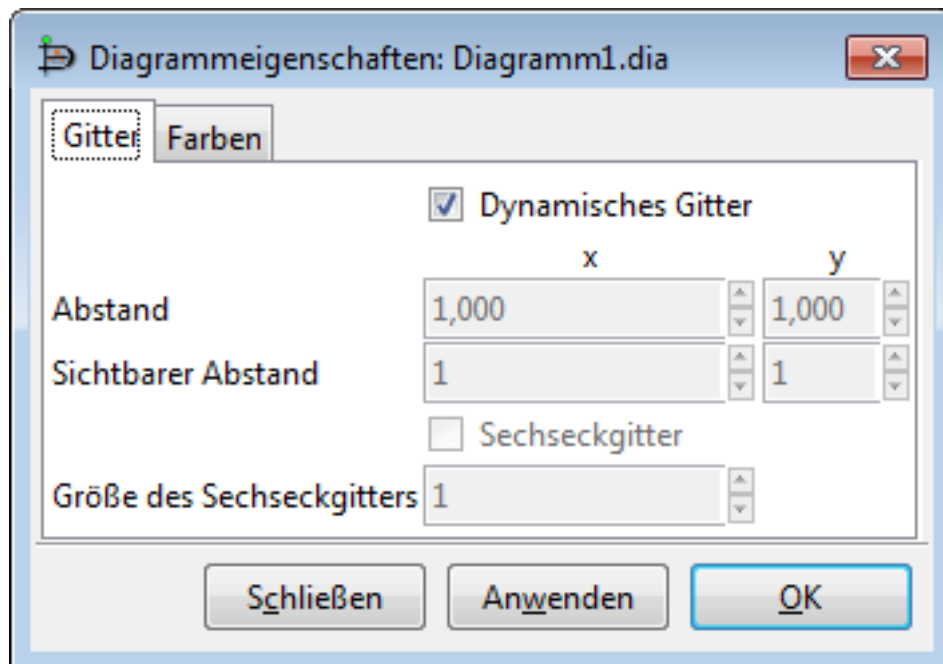 Diagrammeigenschaften: Diagramm1.dia
Gitter Farben
Dynamisches Gitter
x y
Abstand 1,000 1,000
Sichtbarer Abstand 1 1
Sechseckgitter
Größe des Sechseckgitters 1
Schließen Anwenden OK